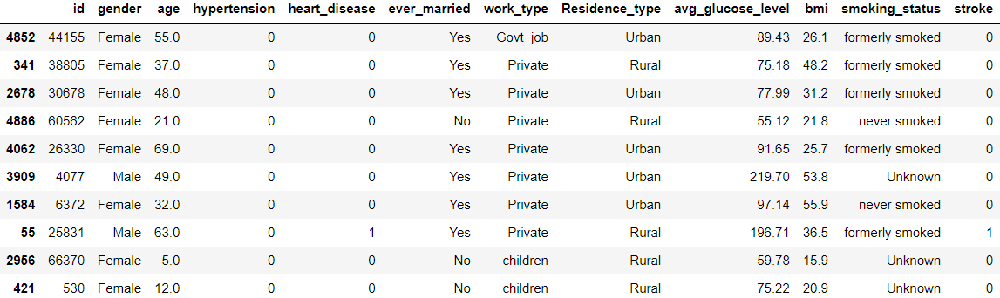 id gender age hypertension heart_disease ever_married work_type Residence_type avg_glucose_level bmi smoking_status stroke
4852 44155 Female 55.0 0 0 Yes Govt_job Urban 89.43 26.1 formerly smoked 0
341 38805 Female 37.0 0 0 Yes Private Rural 75.18 48.2 formerly smoked 0
2678 30678 Female 48.0 0 0 Yes Private Urban 77.99 31.2 formerly smoked 0
4886 60562 Female 21.0 0 0 No Private Rural 55.12 21.8 never smoked 0
4062 26330 Female 69.0 0 0 Yes Private Urban 91.65 25.7 formerly smoked 0
3909 4077 Male 49.0 0 0 Yes Private Urban 219.70 53.8 Unknown 0
1584 6372 Female 32.0 0 0 Yes Private Urban 97.14 55.9 never smoked 0
55 25831 Male 63.0 0 1 Yes Private Rural 196.71 36.5 formerly smoked 1
2956 66370 Female 5.0 0 0 No children Rural 59.78 15.9 Unknown 0
421 530 Female 12.0 0 0 No children Rural 75.22 20.9 Unknown 0